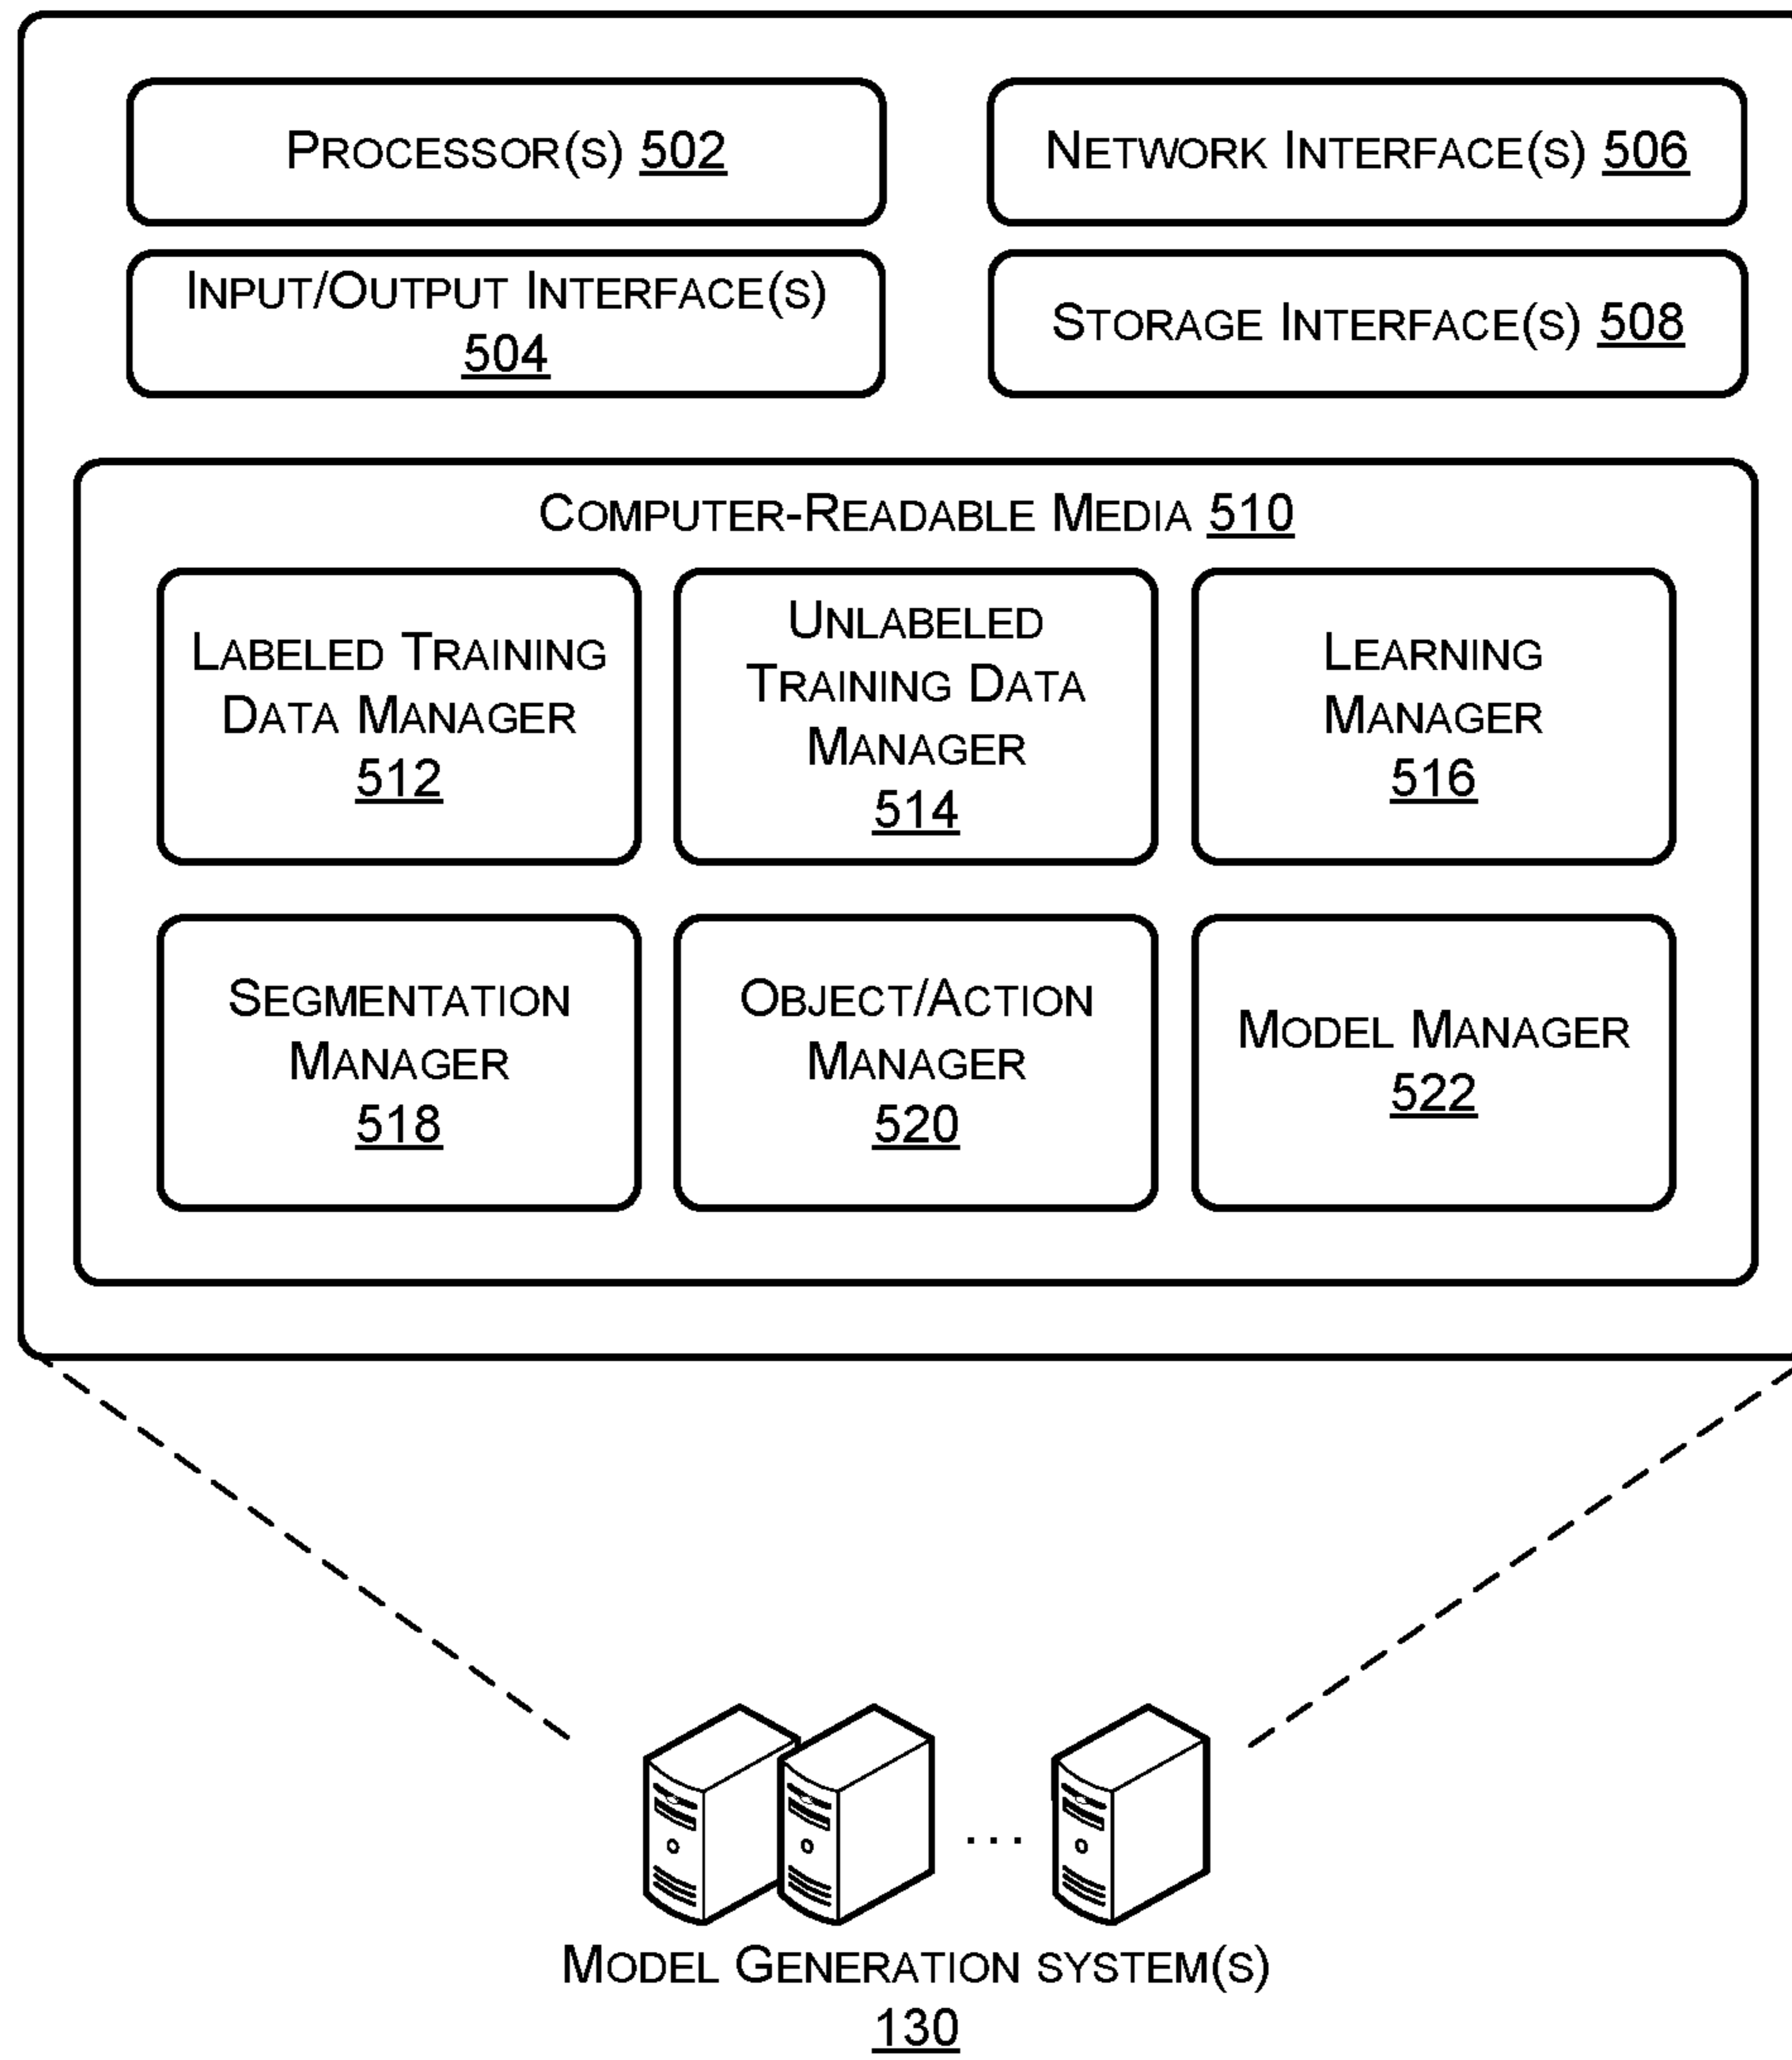 PROCESSOR(S) 502
NETWORK INTERFACE(S) 506
INPUT/OUTPUT INTERFACE(S)
504
STORAGE INTERFACE(S) 508
COMPUTER-READABLE MEDIA 510
LABELED TRAINING
DATA MANAGER
512
UNLABELED
TRAINING DATA
MANAGER
514
LEARNING
MANAGER
516
SEGMENTATION
MANAGER
518
OBJECT/ACTION
MANAGER
520
MODEL MANAGER
522
...
MODEL GENERATION SYSTEM(S)
130